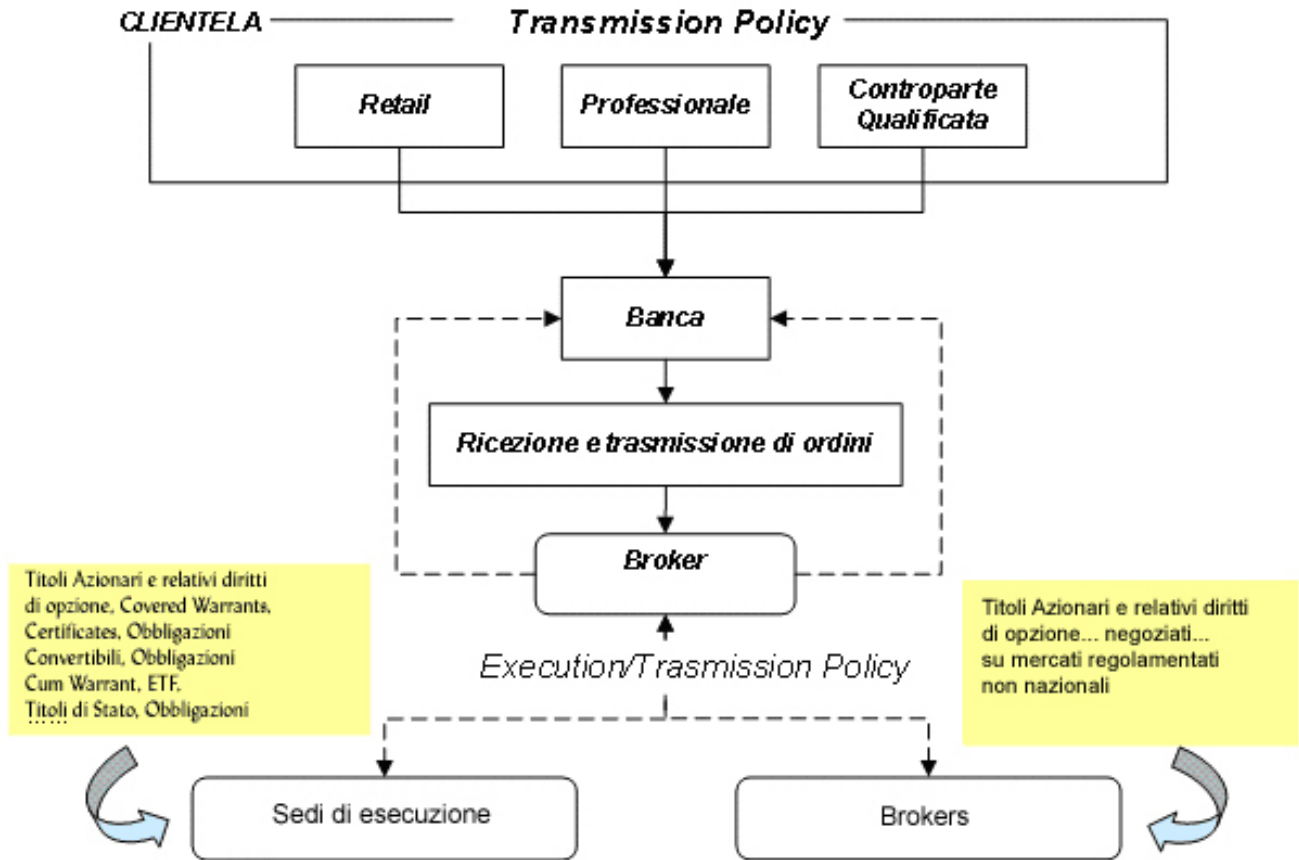 CLIENTELA
Transmission Policy
Retail
Professionale
Controparte
Qualificata
Banca
Ricezione e trasmissione di ordini
Broker
Titoli Azionari e relativi diritti
di opzione, Covered Warrants,
Certificates, Obbligazioni
Convertibili, Obbligazioni
Cum Warrant, ETF,
Titoli di Stato, Obbligazioni
......
Titoli Azionari e relativi diritti
di opzione... negoziati...
su mercati regolamentati
non nazionali
Execution/Trasmission Policy
Sedi di esecuzione
Brokers